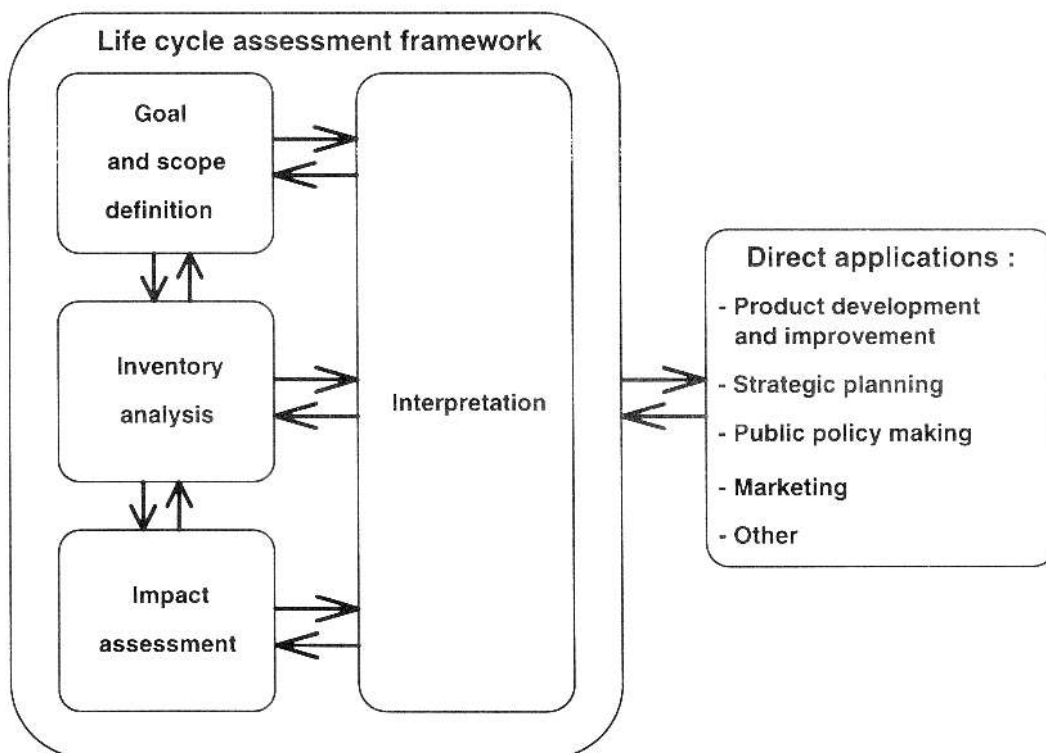 Life cycle assessment framework
Goal
and scope
definition
Inventory
analysis
Impact
assessment
Interpretation
Direct applications :
- Product development
and improvement
- Strategic planning
- Public policy making
- Marketing
- Other